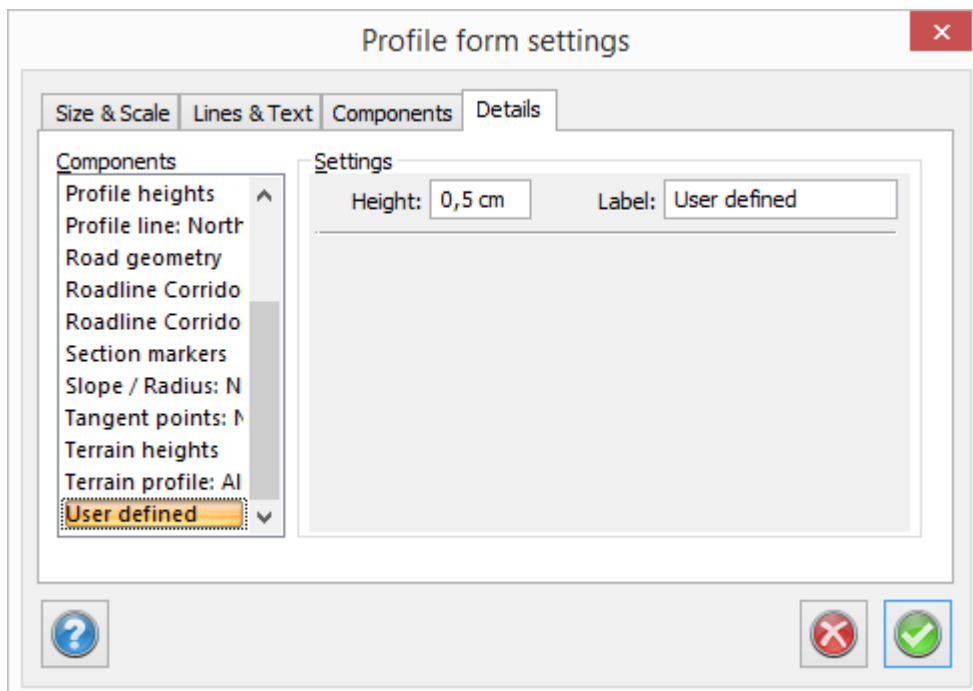 Profile form settings
Size & Scale
Lines & Text
Components
Details
Components
Profile heights
Profile line: North
Road geometry
Roadline Corrido
Roadline Corrido
Section markers
Slope / Radius: N
Tangent points: N
Terrain heights
Terrain profile: Al
User defined
Settings
Height: 0,5 cm
Label: User defined